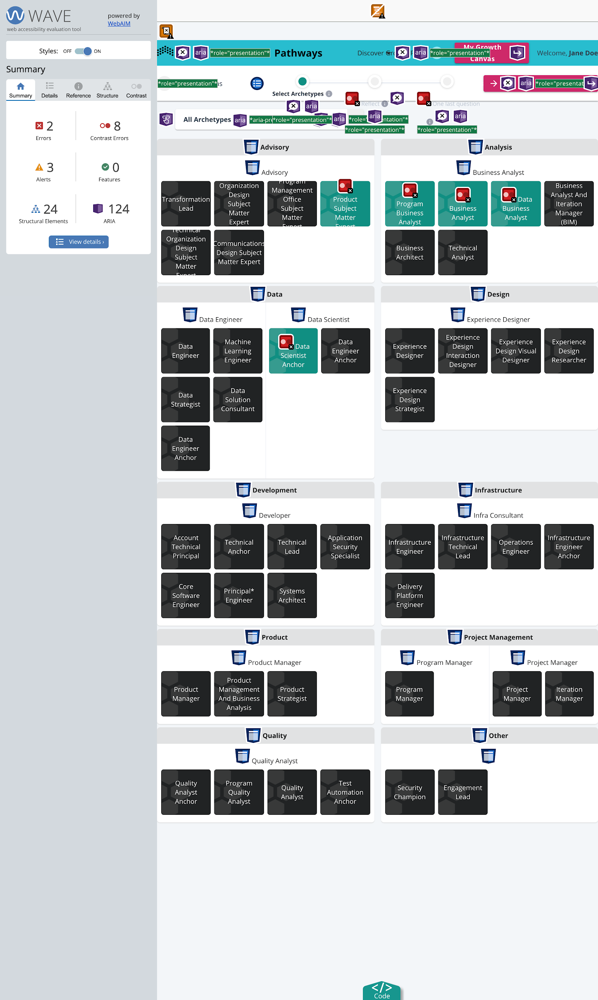 WAVE
web accessibility evaluation tool
powered by
WebAIM
Styles: OFF ON
Summary
Summary Details Reference Structure Contrast
2
Errors
8
Contrast Errors
3
Alerts
0
Features
24
Structural Elements
124
ARIA
View details ›
aria
*role="presentation"*
Pathways
Discover
aria
*role="presentation"*
My Growth
Canvas
Welcome, Jane Doe
*role="presentation"*
Select Archetypes
Reflect
One last question
aria
*role="presentat
aria
All Archetypes
aria
*aria-pre
*role="presentation"*
aria
*role="
aria
ntation"*
*role="presentation"*
aria
*role="presentation"*
Advisory
Advisory
Transformation
Lead
Organization
Design
Subject
Matter
Expert
Program
Management
Office
Subject
Matter
Expert
Product
Subject
Matter
Expert
Technical
Organization
Design
Subject
Matter
Expert
Communications
Design Subject
Matter Expert
Analysis
Business Analyst
Program
Business
Analyst
Business
Analyst
Data
Business
Analyst
Business
Analyst And
Iteration
Manager
(BIM)
Business
Architect
Technical
Analyst
Data
Data Engineer
Data
Engineer
Machine
Learning
Engineer
Data
Strategist
Data
Solution
Consultant
Data
Engineer
Anchor
Data Scientist
Data
Scientist
Anchor
Data
Engineer
Anchor
Design
Experience Designer
Experience
Designer
Experience
Design
Interaction
Designer
Experience
Design Visual
Designer
Experience
Design
Researcher
Experience
Design
Strategist
Development
Developer
Account
Technical
Principal
Technical
Anchor
Technical
Lead
Application
Security
Specialist
Core
Software
Engineer
Principal*
Engineer
Systems
Architect
Infrastructure
Infra Consultant
Infrastructure
Engineer
Infrastructure
Technical
Lead
Operations
Engineer
Infrastructure
Engineer
Anchor
Delivery
Platform
Engineer
Product
Product Manager
Product
Manager
Product
Management
And Business
Analysis
Product
Strategist
Project Management
Program Manager
Program
Manager
Project Manager
Project
Manager
Iteration
Manager
Quality
Quality Analyst
Quality
Analyst
Anchor
Program
Quality
Analyst
Quality
Analyst
Test
Automation
Anchor
Other
Security
Champion
Engagement
Lead
</>
Code